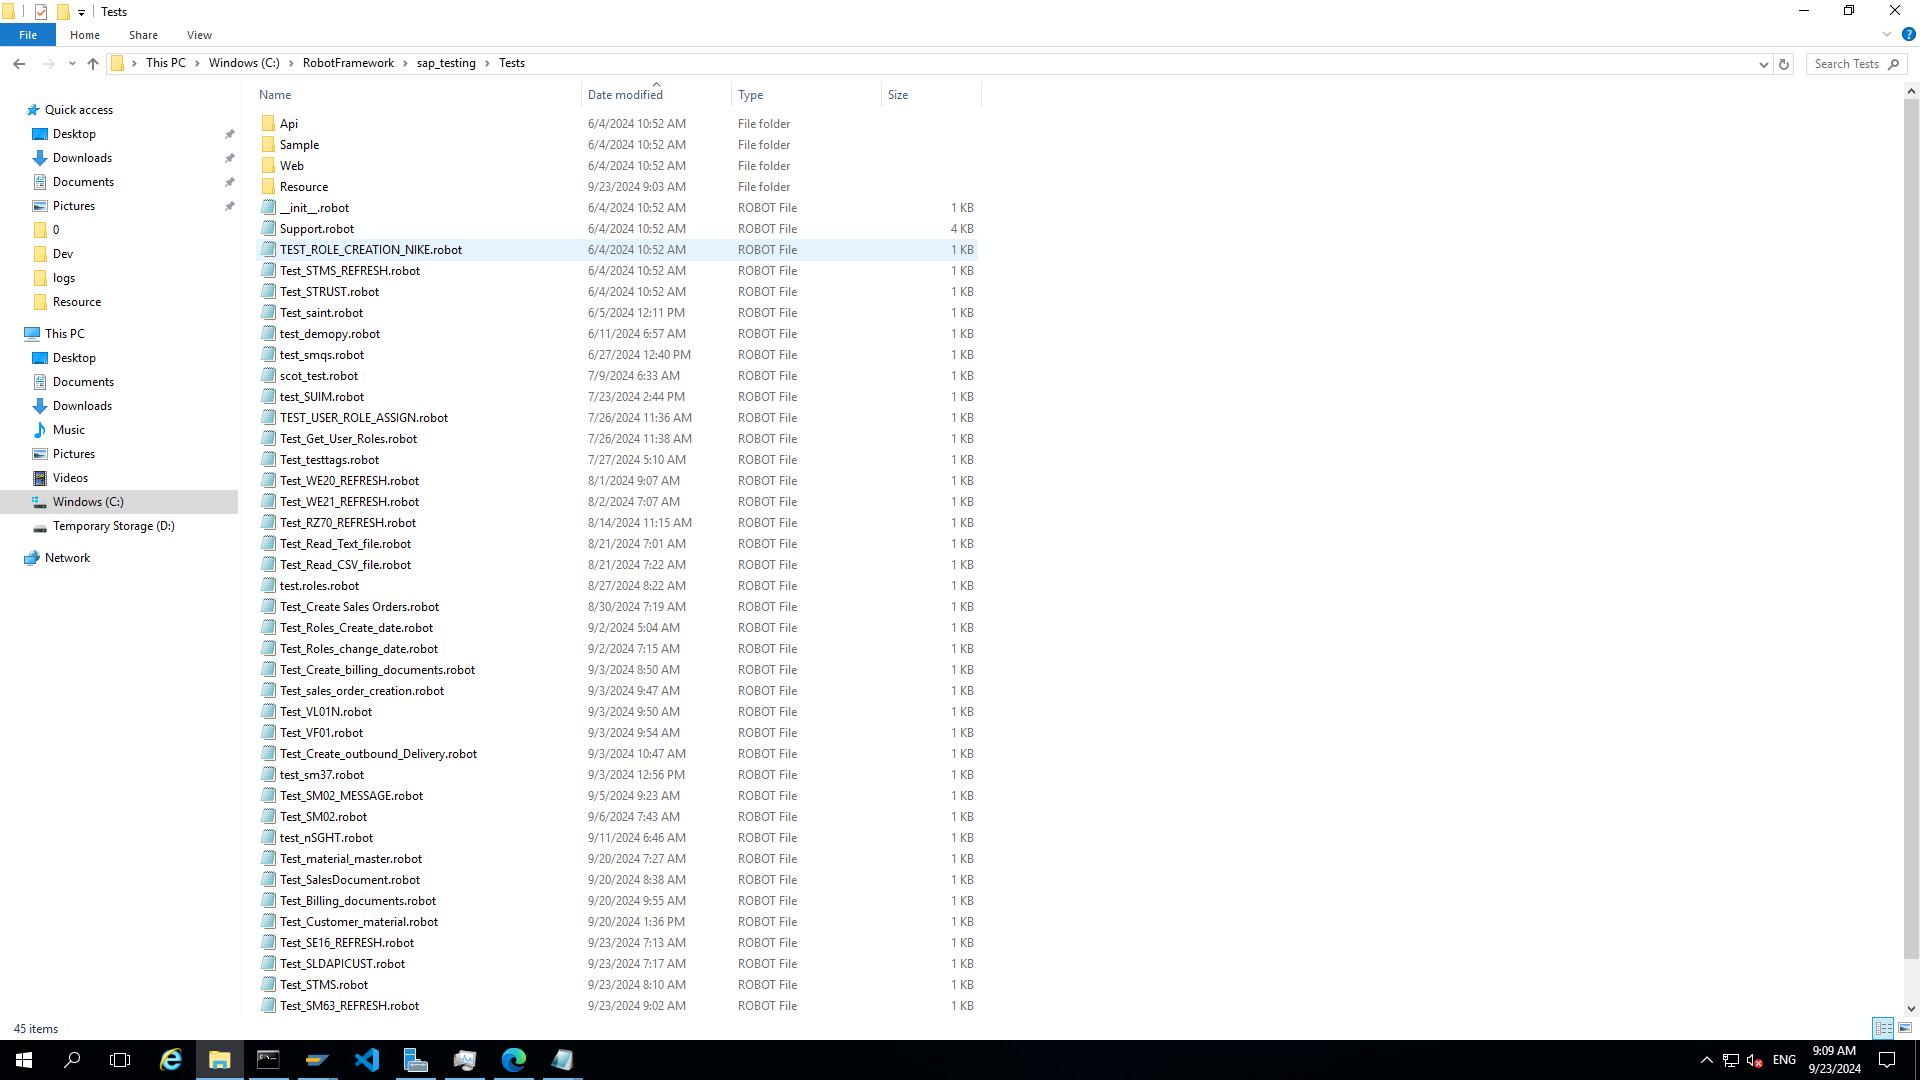 Tests
File Home Share View
This PC Windows (C:) RobotFramework sap_testing Tests Search Tests
Name Date modified Type Size
Quick access
Desktop
Downloads
Documents
Pictures
0
Dev
logs
Resource
This PC
Desktop
Documents
Downloads
Music
Pictures
Videos
Windows (C:)
Temporary Storage (D:)
Network
Api 6/4/2024 10:52 AM File folder
Sample 6/4/2024 10:52 AM File folder
Web 6/4/2024 10:52 AM File folder
Resource 9/23/2024 9:03 AM File folder
__init__.robot 6/4/2024 10:52 AM ROBOT File 1 KB
Support.robot 6/4/2024 10:52 AM ROBOT File 4 KB
TEST_ROLE_CREATION_NIKE.robot 6/4/2024 10:52 AM ROBOT File 1 KB
Test_STMS_REFRESH.robot 6/4/2024 10:52 AM ROBOT File 1 KB
Test_STRUST.robot 6/4/2024 10:52 AM ROBOT File 1 KB
Test_saint.robot 6/5/2024 12:11 PM ROBOT File 1 KB
test_demopy.robot 6/11/2024 6:57 AM ROBOT File 1 KB
test_smqs.robot 6/27/2024 12:40 PM ROBOT File 1 KB
scot_test.robot 7/9/2024 6:33 AM ROBOT File 1 KB
test_SUIM.robot 7/23/2024 2:44 PM ROBOT File 1 KB
TEST_USER_ROLE_ASSIGN.robot 7/26/2024 11:36 AM ROBOT File 1 KB
Test_Get_User_Roles.robot 7/26/2024 11:38 AM ROBOT File 1 KB
Test_testtags.robot 7/27/2024 5:10 AM ROBOT File 1 KB
Test_WE20_REFRESH.robot 8/1/2024 9:07 AM ROBOT File 1 KB
Test_WE21_REFRESH.robot 8/2/2024 7:07 AM ROBOT File 1 KB
Test_RZ70_REFRESH.robot 8/14/2024 11:15 AM ROBOT File 1 KB
Test_Read_Text_file.robot 8/21/2024 7:01 AM ROBOT File 1 KB
Test_Read_CSV_file.robot 8/21/2024 7:22 AM ROBOT File 1 KB
test.roles.robot 8/27/2024 8:22 AM ROBOT File 1 KB
Test_Create Sales Orders.robot 8/30/2024 7:19 AM ROBOT File 1 KB
Test_Roles_Create_date.robot 9/2/2024 5:04 AM ROBOT File 1 KB
Test_Roles_change_date.robot 9/2/2024 7:15 AM ROBOT File 1 KB
Test_Create_billing_documents.robot 9/3/2024 8:50 AM ROBOT File 1 KB
Test_sales_order_creation.robot 9/3/2024 9:47 AM ROBOT File 1 KB
Test_VL01N.robot 9/3/2024 9:50 AM ROBOT File 1 KB
Test_VF01.robot 9/3/2024 9:54 AM ROBOT File 1 KB
Test_Create_outbound_Delivery.robot 9/3/2024 10:47 AM ROBOT File 1 KB
test_sm37.robot 9/3/2024 12:56 PM ROBOT File 1 KB
Test_SM02_MESSAGE.robot 9/5/2024 9:23 AM ROBOT File 1 KB
Test_SM02.robot 9/6/2024 7:43 AM ROBOT File 1 KB
test_nSGHT.robot 9/11/2024 6:46 AM ROBOT File 1 KB
Test_material_master.robot 9/20/2024 7:27 AM ROBOT File 1 KB
Test_SalesDocument.robot 9/20/2024 8:38 AM ROBOT File 1 KB
Test_Billing_documents.robot 9/20/2024 9:55 AM ROBOT File 1 KB
Test_Customer_material.robot 9/20/2024 1:36 PM ROBOT File 1 KB
Test_SE16_REFRESH.robot 9/23/2024 7:13 AM ROBOT File 1 KB
Test_SLDAPICUST.robot 9/23/2024 7:17 AM ROBOT File 1 KB
Test_STMS.robot 9/23/2024 8:10 AM ROBOT File 1 KB
Test_SM63_REFRESH.robot 9/23/2024 9:02 AM ROBOT File 1 KB
45 items
ENG 9:09 AM
9/23/2024